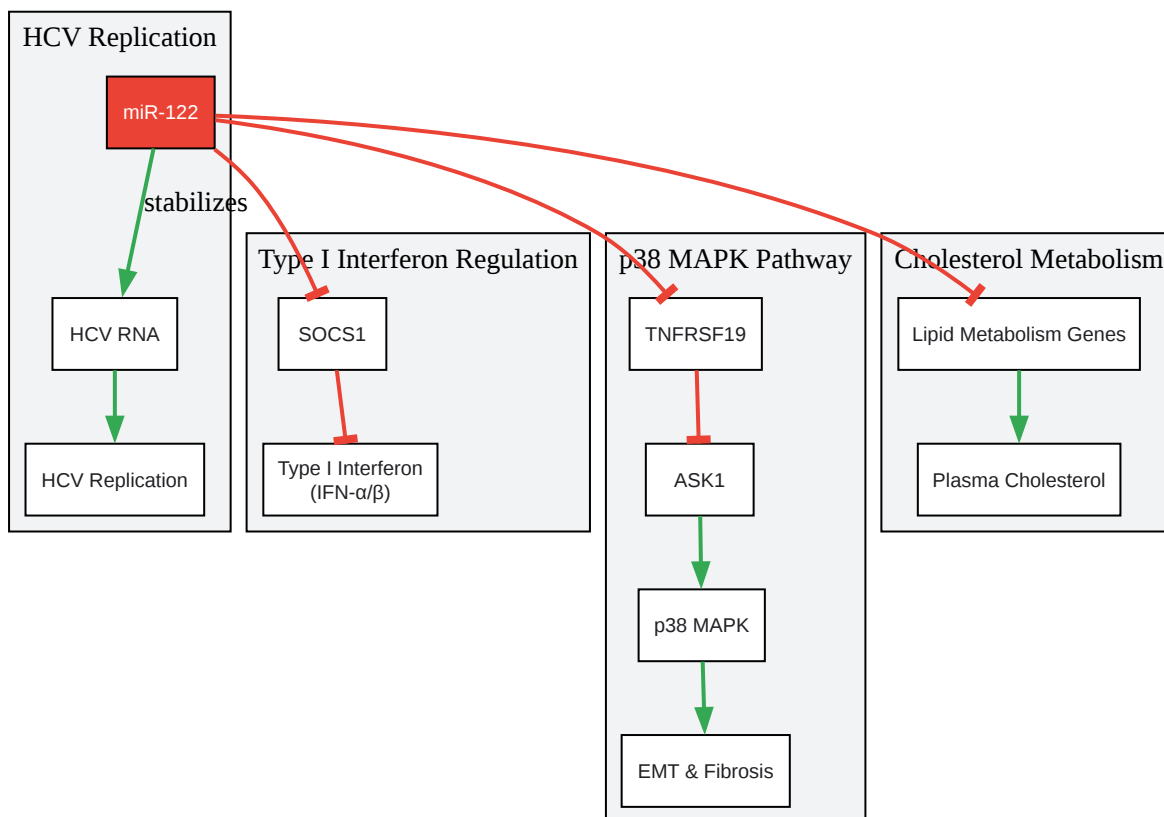 HCV Replication
miR-122
stabilizes
Type I Interferon Regulation
p38 MAPK Pathway
Cholesterol Metabolism
HCV RNA
SOCS1
TNFRSF19
Lipid Metabolism Genes
HCV Replication
Type I Interferon
(IFN-α/β)
ASK1
Plasma Cholesterol
p38 MAPK
EMT & Fibrosis